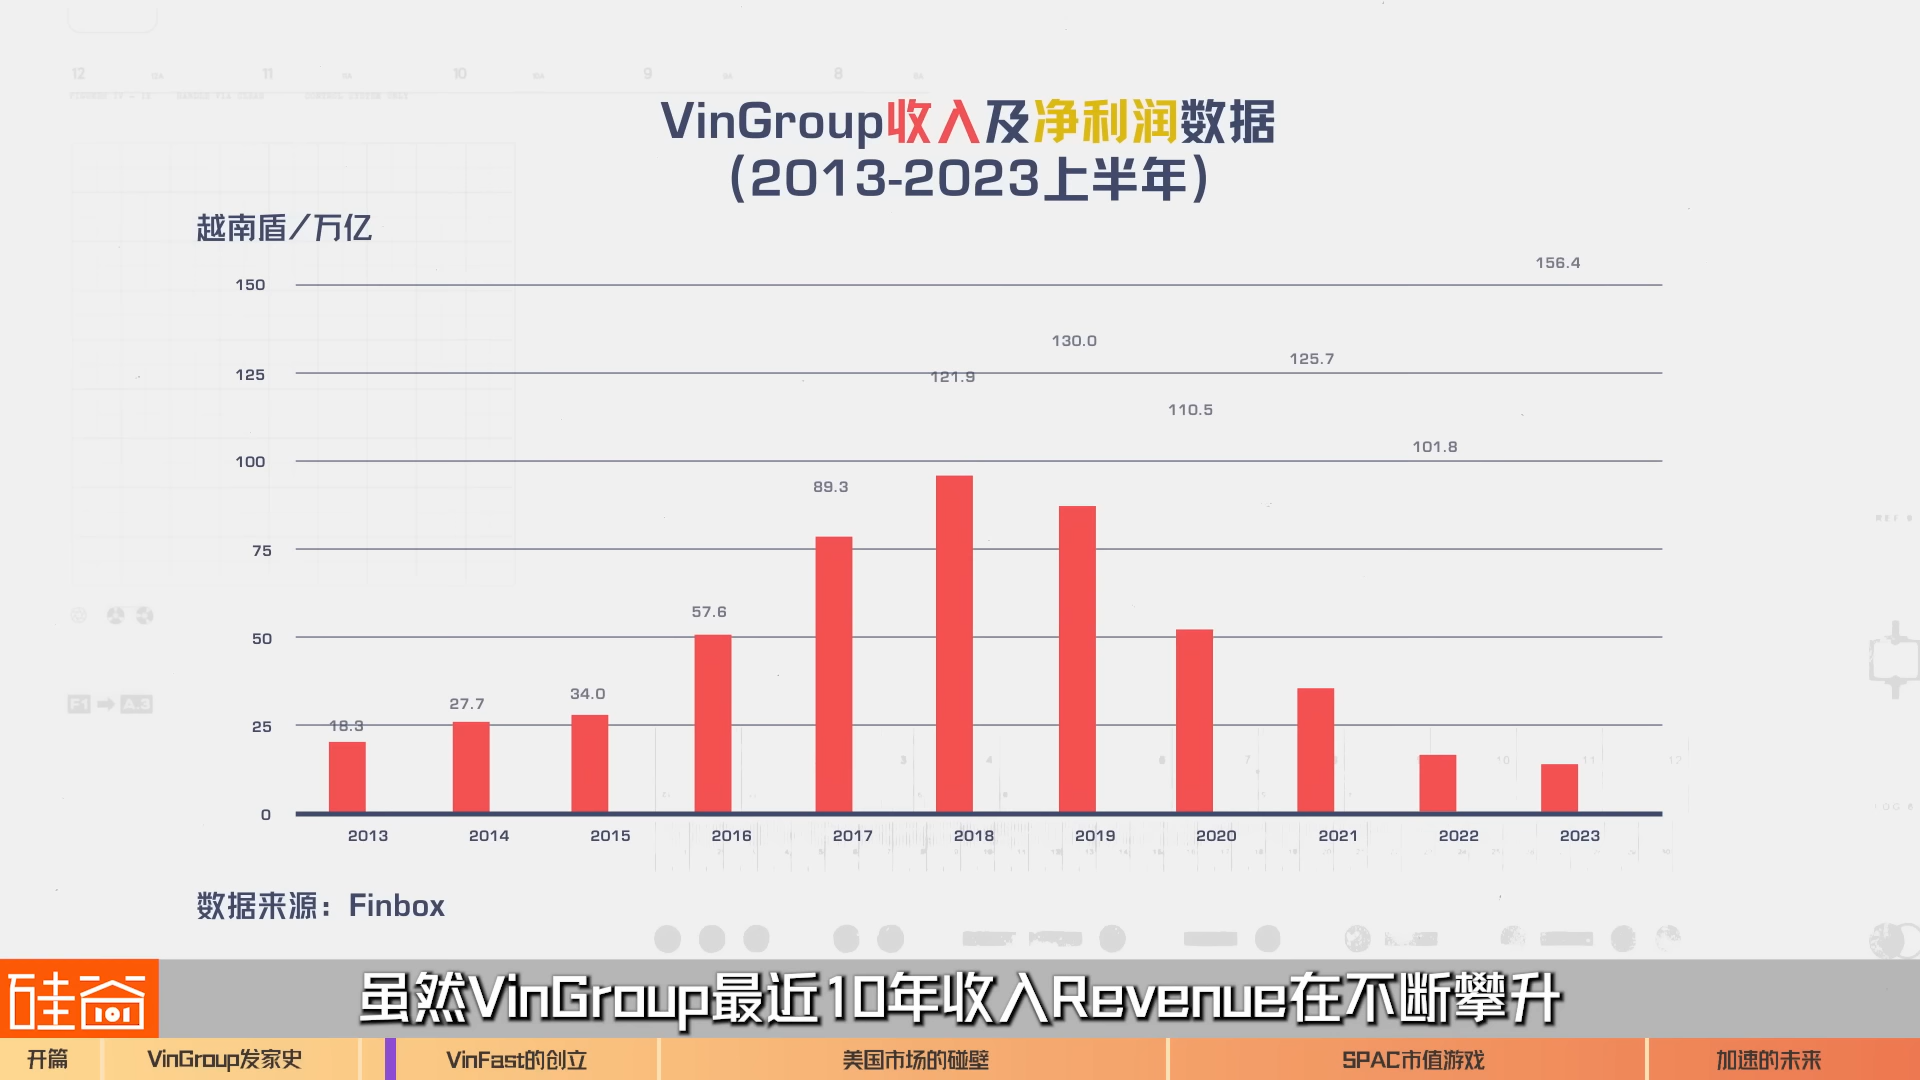 12 11 10 9 8
VinGroup收入及净利润数据
(2013-2023上半年)
越南盾/万亿
156.4
150
130.0
125.7
125
121.9
110.5
101.8
100
89.3
75
57.6
50
34.0
27.7
18.3
25
0
2013 2014 2015 2016 2017 2018 2019 2020 2021 2022 2023
F1 A.3
数据来源：Finbox
硅谷101
虽然VinGroup最近10年收入Revenue在不断攀升
开篇 VinGroup发家史 VinFast的创立 美国市场的碰壁 SPAC市值游戏 加速的未来